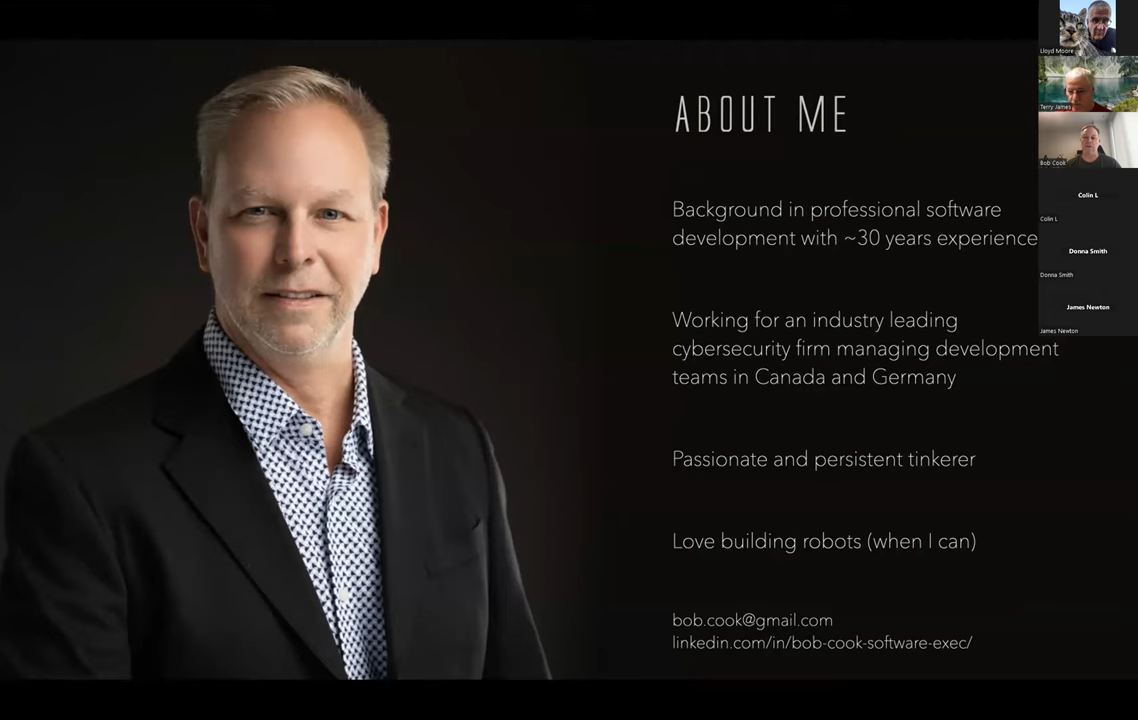 ABOUT ME
Background in professional software
development with ~30 years experience
Working for an industry leading
cybersecurity firm managing development
teams in Canada and Germany
Passionate and persistent tinkerer
Love building robots (when I can)
bob.cook@gmail.com
linkedin.com/in/bob-cook-software-exec/
Lloyd Moore
Terry James
Bob Cook
Colin L
Colin L
Donna Smith
Donna Smith
James Newton
James Newton